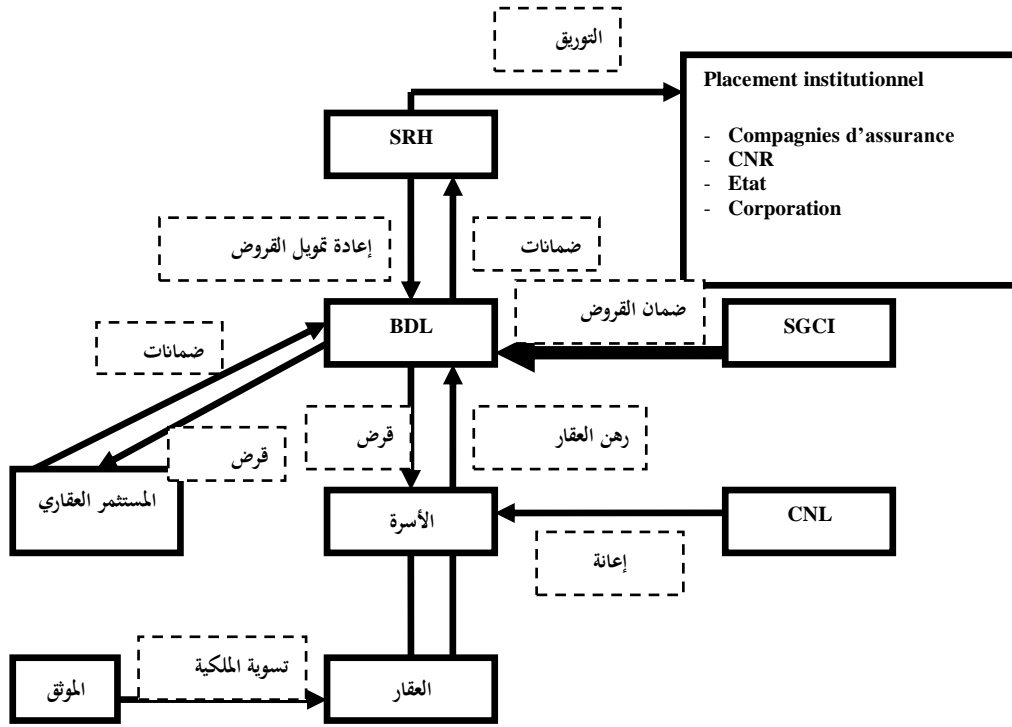 التوريق
Placement institutionnel
- Compagnies d’assurance
- CNR
- Etat
- Corporation
SRH
إعادة تمويل القروض
ضمانات
ضمان القروض
BDL
SGCI
ضمانات
قرض
قرض
رهن العقار
المستثمر العقاري
الأسرة
CNL
إعانة
تسوية الملكية
الموثق
العقار